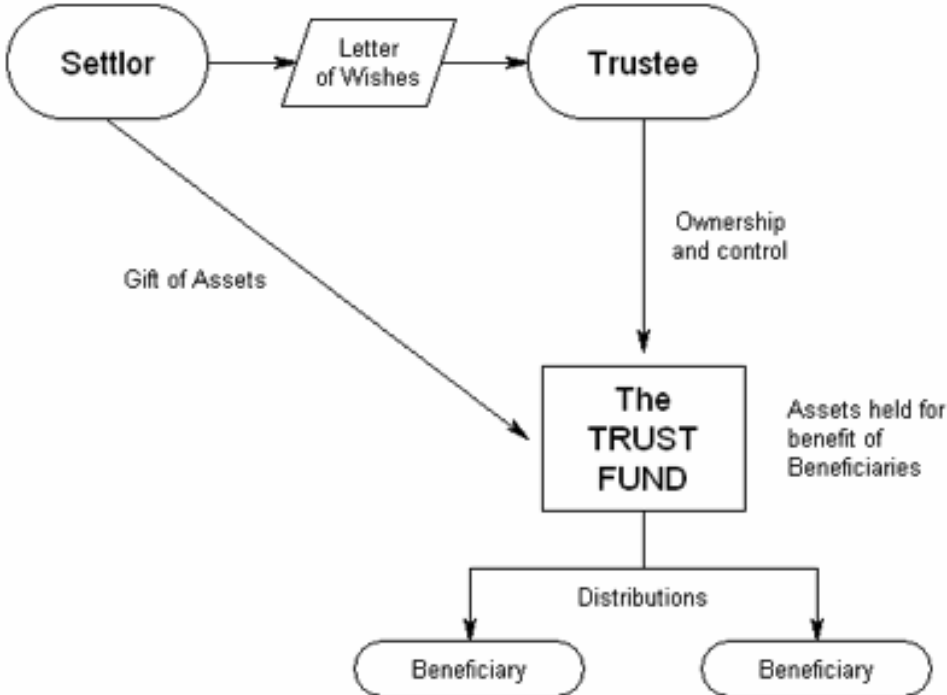 Settlor
Letter
of Wishes
Trustee
Ownership
and control
Gift of Assets
The
TRUST
FUND
Assets held for
benefit of
Beneficiaries
Distributions
Beneficiary
Beneficiary